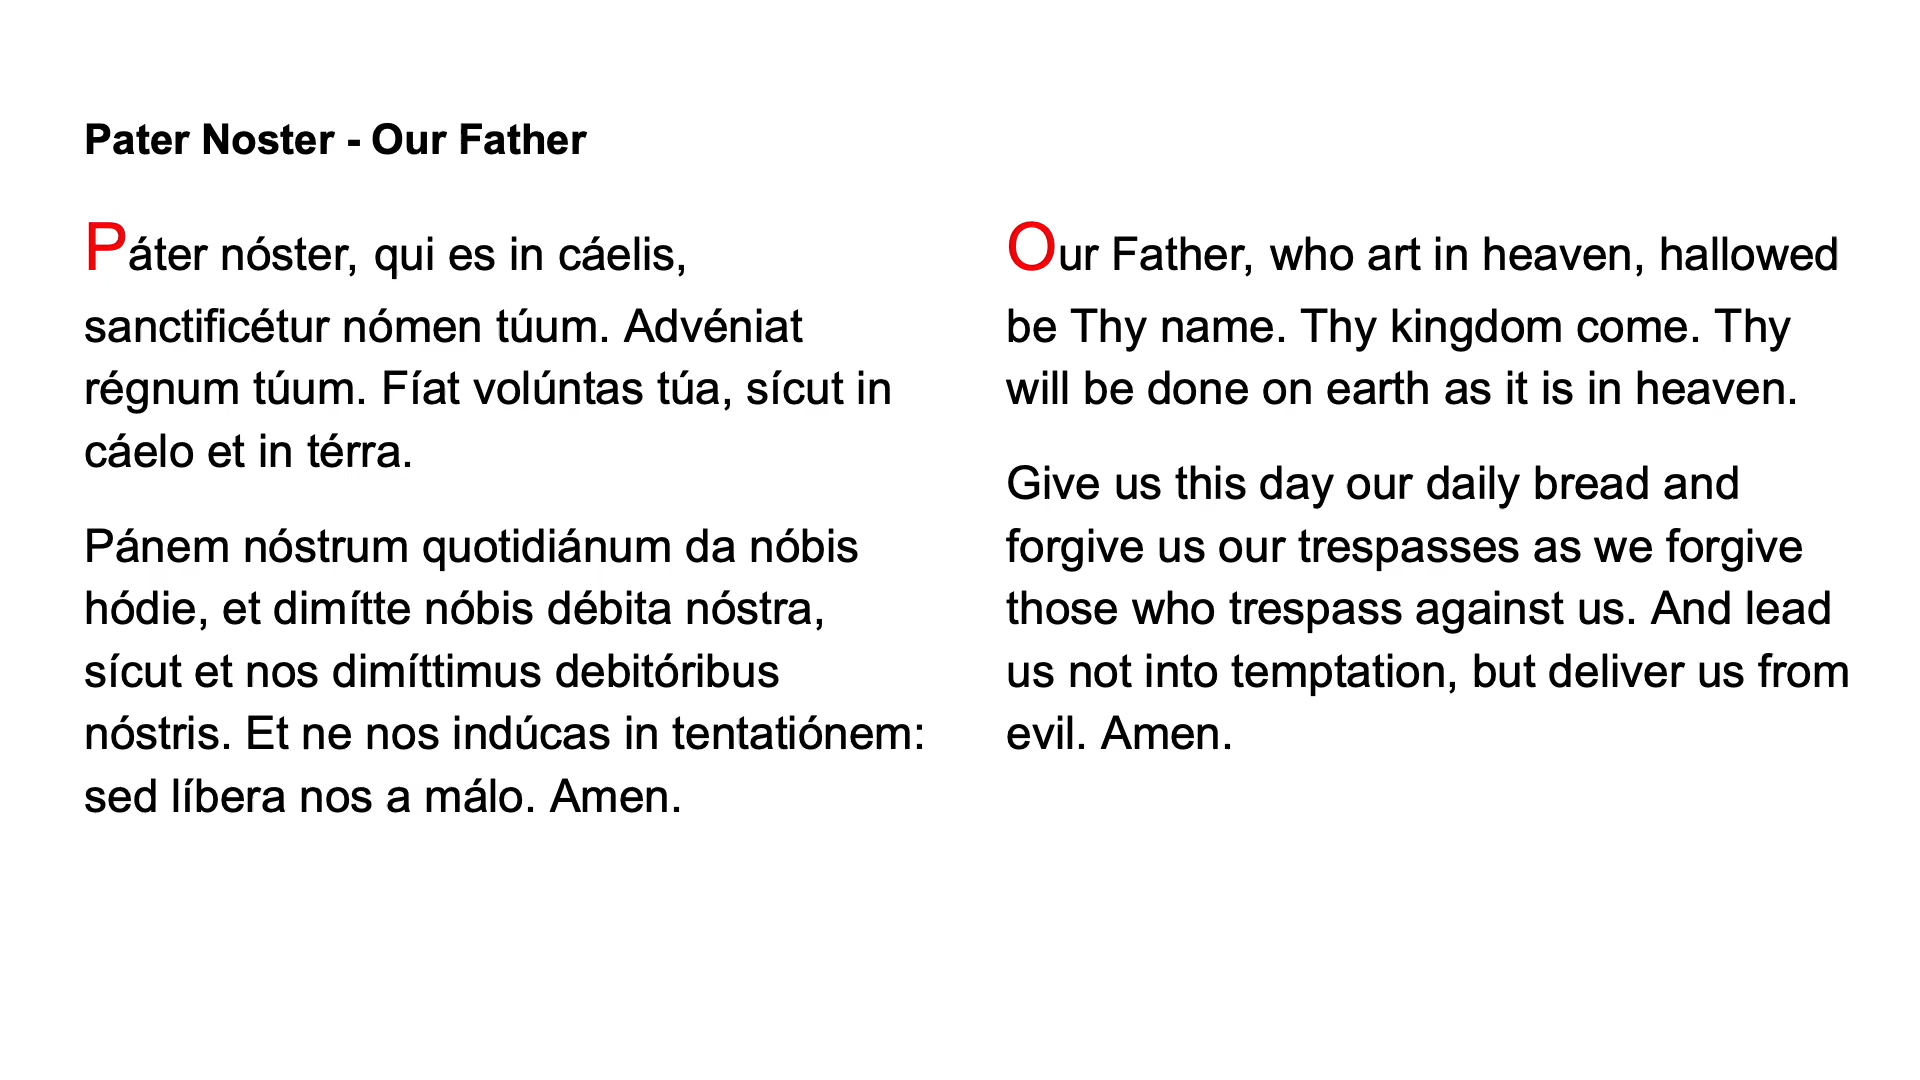 Pater Noster - Our Father
Páter nóster, qui es in cáelis,
sanctificétur nómen túum. Advéniat
régnum túum. Fíat volúntas túa, sícut in
cáelo et in térra.
Pánem nóstrum quotidiánum da nóbis
hódie, et dimítte nóbis débita nóstra,
sícut et nos dimíttimus debitóribus
nóstris. Et ne nos indúcas in tentatiónem:
sed líbera nos a málo. Amen.
Our Father, who art in heaven, hallowed
be Thy name. Thy kingdom come. Thy
will be done on earth as it is in heaven.
Give us this day our daily bread and
forgive us our trespasses as we forgive
those who trespass against us. And lead
us not into temptation, but deliver us from
evil. Amen.